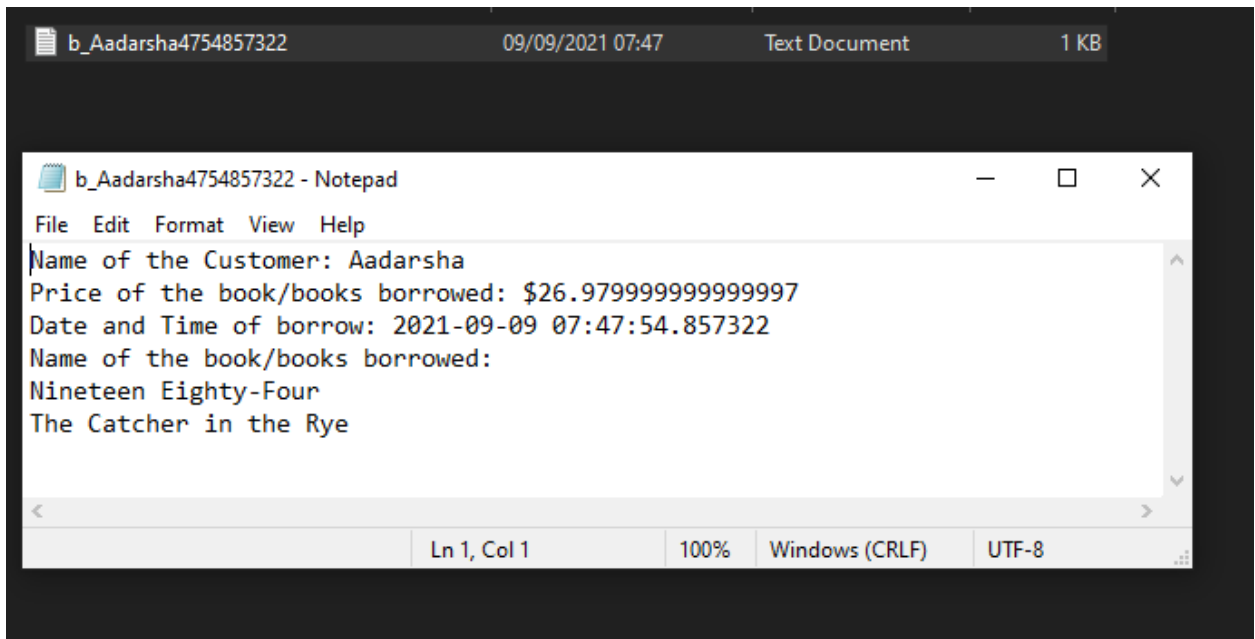 b_Aadarsha4754857322 09/09/2021 07:47 Text Document 1 KB
b_Aadarsha4754857322 - Notepad
File Edit Format View Help
Name of the Customer: Aadarsha
Price of the book/books borrowed: $26.979999999999997
Date and Time of borrow: 2021-09-09 07:47:54.857322
Name of the book/books borrowed:
Nineteen Eighty-Four
The Catcher in the Rye
Ln 1, Col 1 100% Windows (CRLF) UTF-8